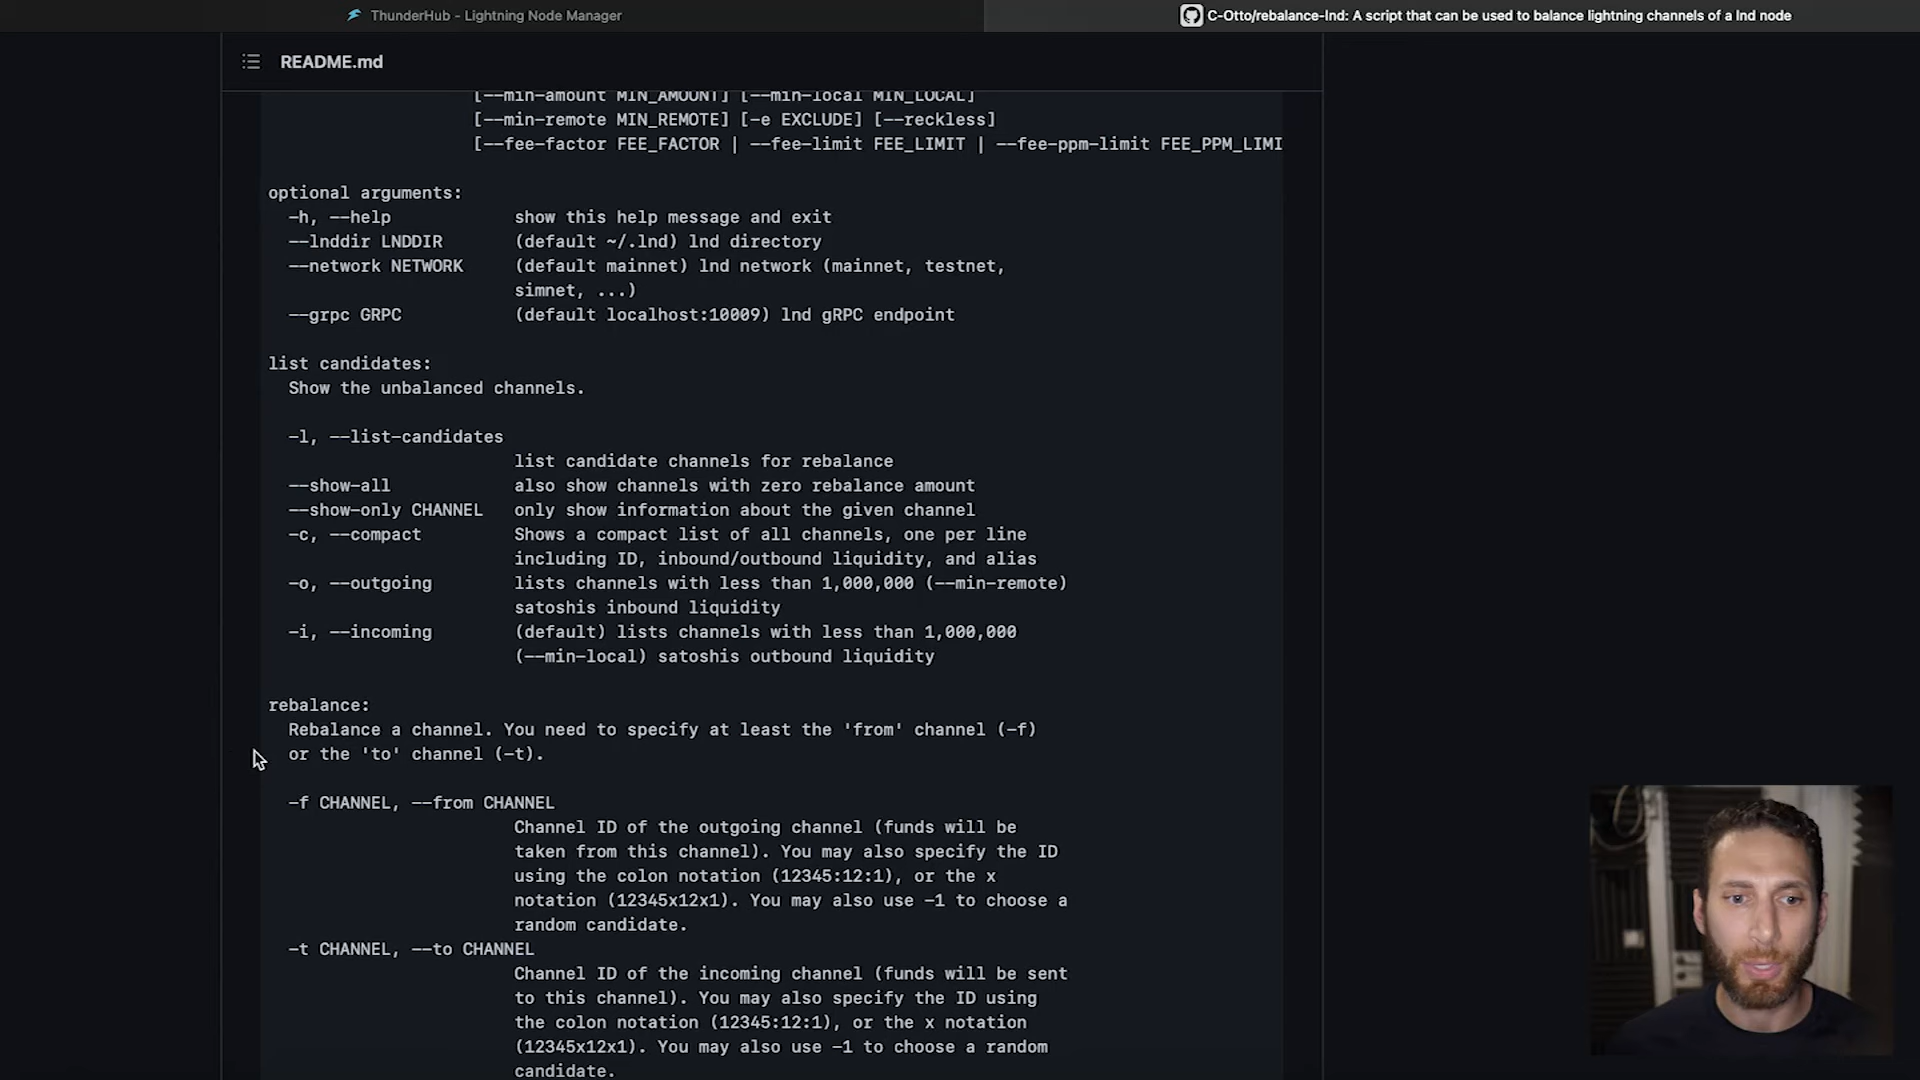 ThunderHub - Lightning Node Manager
C-Otto/rebalance-lnd: A script that can be used to balance lightning channels of a lnd node
README.md
[--min-amount MIN_AMOUNT] [--min-local MIN_LOCAL]
[--min-remote MIN_REMOTE] [-e EXCLUDE] [--reckless]
[--fee-factor FEE_FACTOR | --fee-limit FEE_LIMIT | --fee-ppm-limit FEE_PPM_LIMI
optional arguments:
-h, --help show this help message and exit
--lnddir LNDDIR (default ~/.lnd) lnd directory
--network NETWORK (default mainnet) lnd network (mainnet, testnet,
simnet, ...)
--grpc GRPC (default localhost:10009) lnd gRPC endpoint
list candidates:
Show the unbalanced channels.
-l, --list-candidates
list candidate channels for rebalance
--show-all also show channels with zero rebalance amount
--show-only CHANNEL only show information about the given channel
-c, --compact Shows a compact list of all channels, one per line
including ID, inbound/outbound liquidity, and alias
-o, --outgoing lists channels with less than 1,000,000 (--min-remote)
satoshis inbound liquidity
-i, --incoming (default) lists channels with less than 1,000,000
(--min-local) satoshis outbound liquidity
rebalance:
Rebalance a channel. You need to specify at least the 'from' channel (-f)
or the 'to' channel (-t).
-f CHANNEL, --from CHANNEL
Channel ID of the outgoing channel (funds will be
taken from this channel). You may also specify the ID
using the colon notation (12345:12:1), or the x
notation (12345x12x1). You may also use -1 to choose a
random candidate.
-t CHANNEL, --to CHANNEL
Channel ID of the incoming channel (funds will be sent
to this channel). You may also specify the ID using
the colon notation (12345:12:1), or the x notation
(12345x12x1). You may also use -1 to choose a random
candidate.